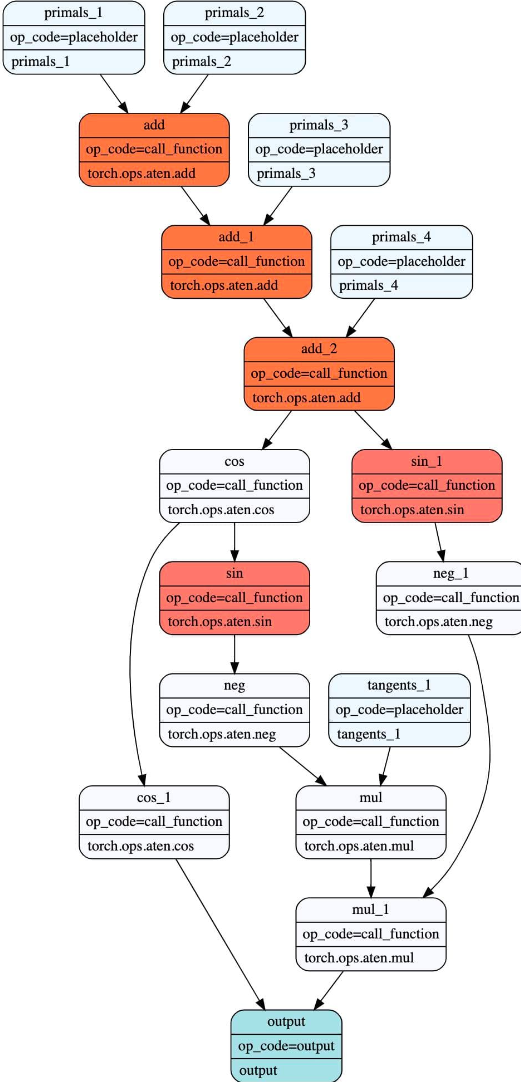 primals_1
op_code=placeholder
primals_1
primals_2
op_code=placeholder
primals_2
add
op_code=call_function
torch.ops.aten.add
primals_3
op_code=placeholder
primals_3
add_1
op_code=call_function
torch.ops.aten.add
primals_4
op_code=placeholder
primals_4
add_2
op_code=call_function
torch.ops.aten.add
cos
op_code=call_function
torch.ops.aten.cos
sin_1
op_code=call_function
torch.ops.aten.sin
sin
op_code=call_function
torch.ops.aten.sin
neg_1
op_code=call_function
torch.ops.aten.neg
neg
op_code=call_function
torch.ops.aten.neg
tangents_1
op_code=placeholder
tangents_1
cos_1
op_code=call_function
torch.ops.aten.cos
mul
op_code=call_function
torch.ops.aten.mul
mul_1
op_code=call_function
torch.ops.aten.mul
output
op_code=output
output